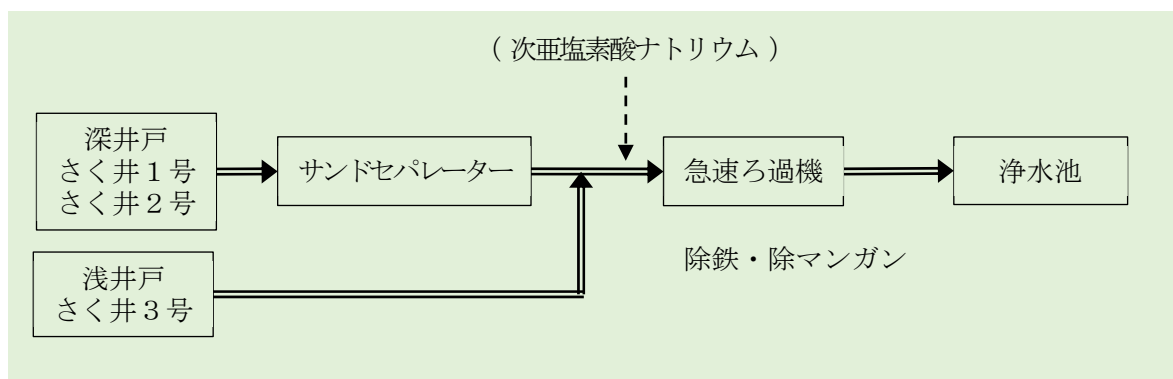 （ 次亜塩素酸ナトリウム ）
深井戸
さく井１号
さく井２号
サンドセパレーター
急速ろ過機
浄水池
除鉄・除マンガン
浅井戸
さく井３号